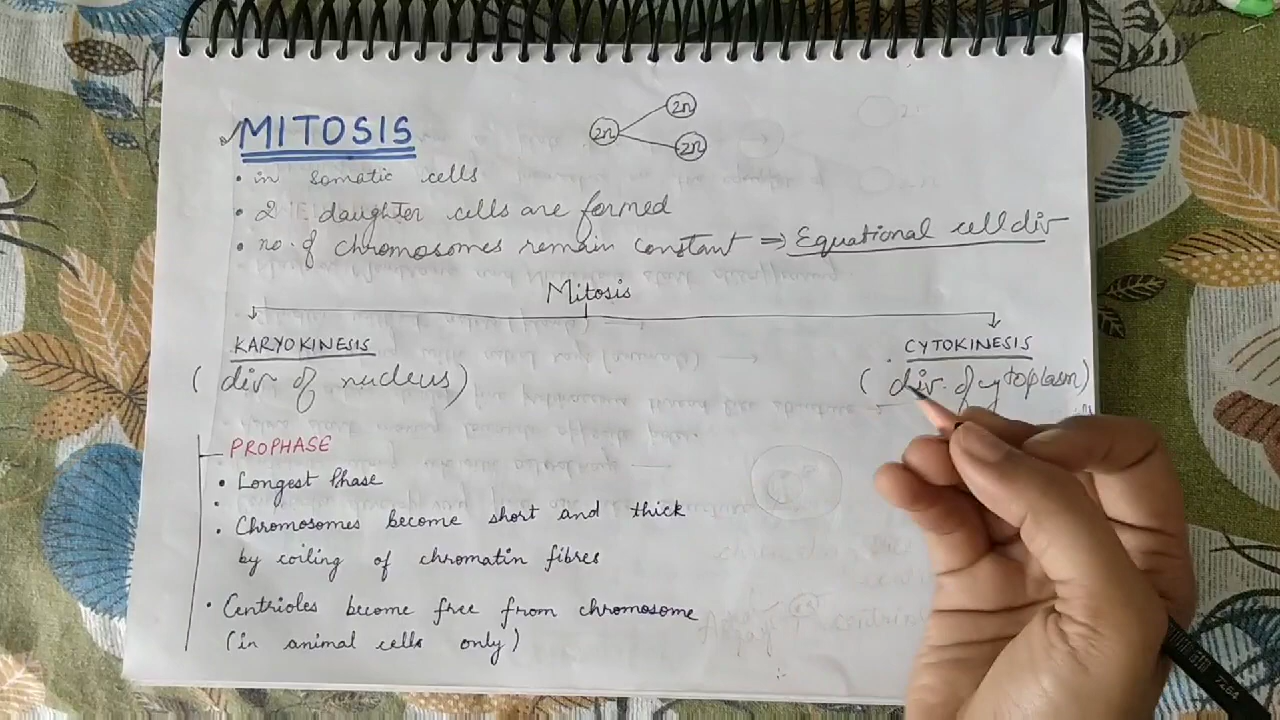 MITOSIS
2n
2n
2n
• in somatic cells
• 2 daughter cells are formed
• no. of chromosomes remain constant ⇒ Equational cell div
Mitosis
KARYOKINESIS
(div of nucleus)
CYTOKINESIS
(div. of cytoplasm)
PROPHASE
• Longest Phase
• Chromosomes become short and thick
by coiling of chromatin fibres
• Centrioles become free from chromosome
(in animal cells only)